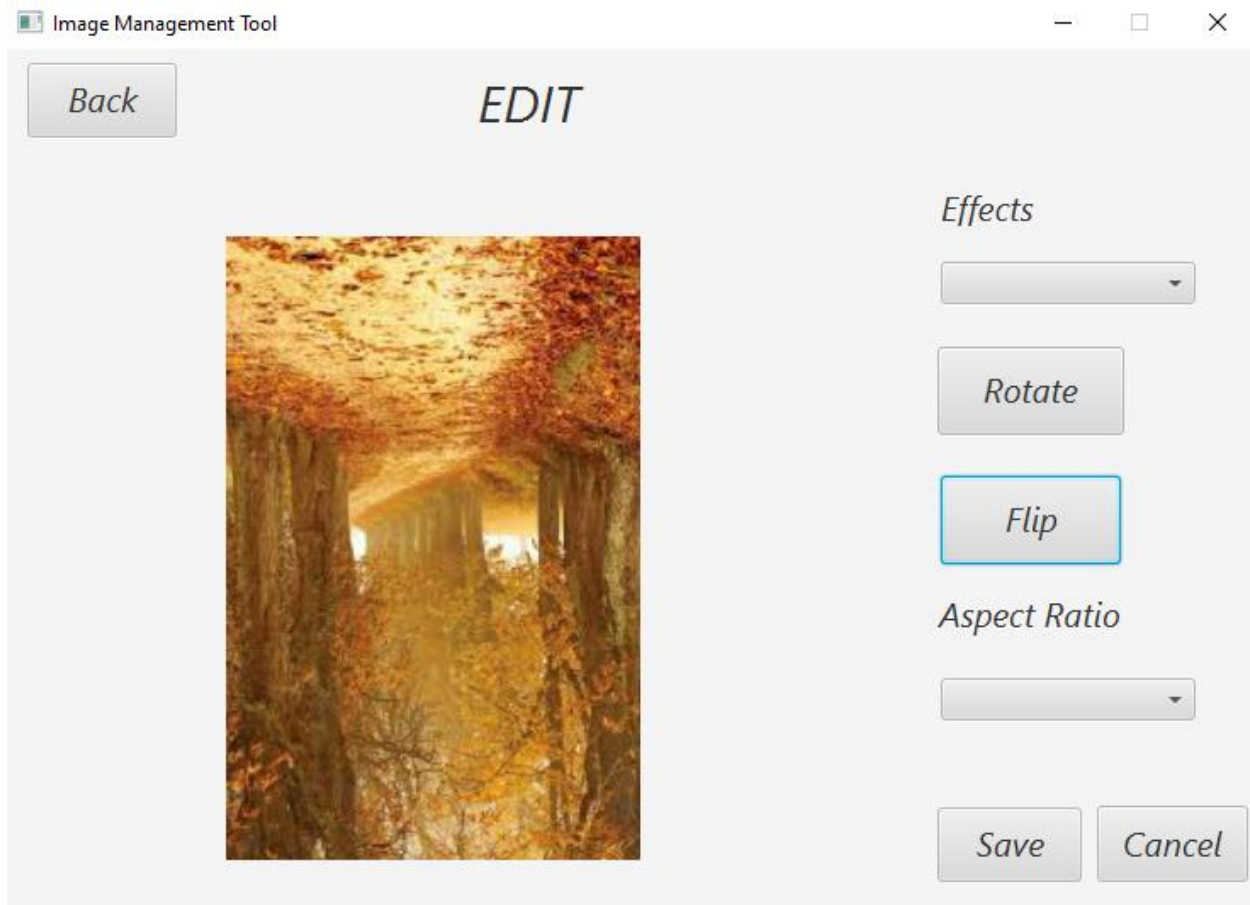 Image Management Tool
Back
EDIT
Effects
Rotate
Flip
Aspect Ratio
Save
Cancel